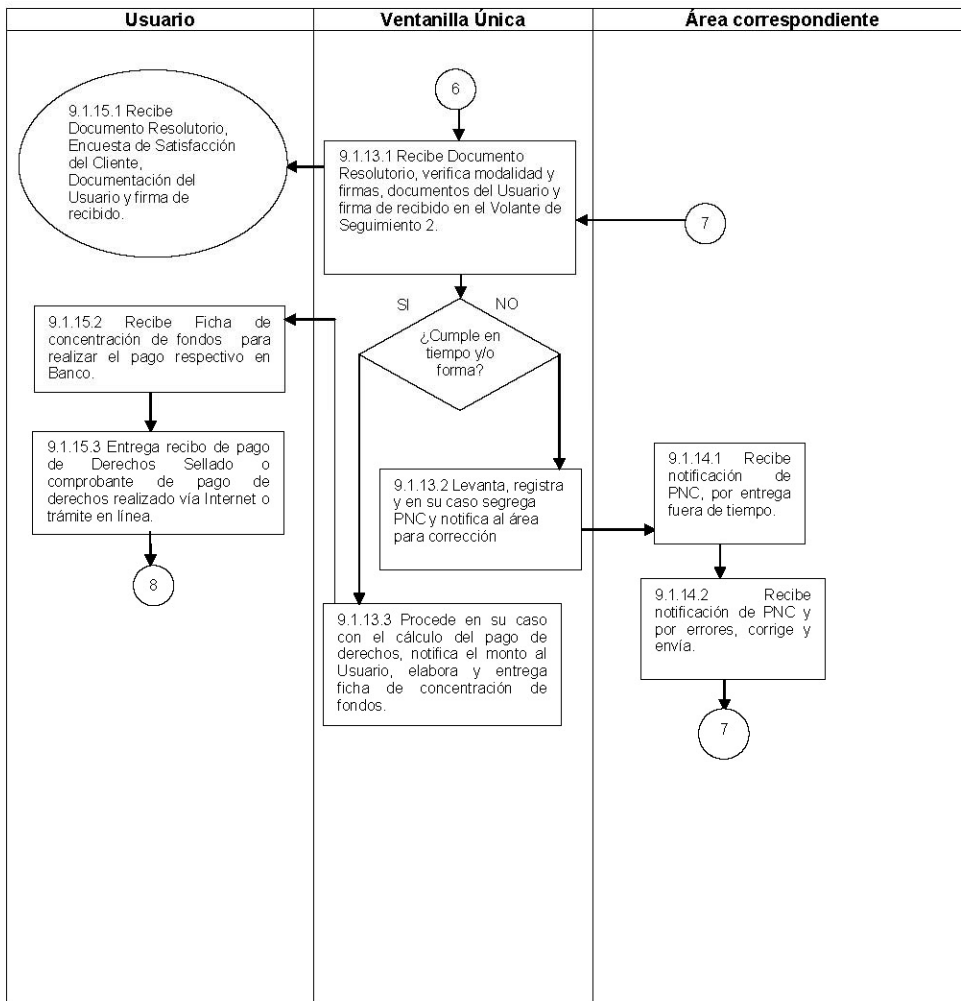 Usuario
Ventanilla Única
Área correspondiente
6
9.1.15.1 Recibe
Documento Resolutorio,
Encuesta de Satisfacción
del Cliente,
Documentación del
Usuario y firma de
recibido.
9.1.13.1 Recibe Documento
Resolutorio, verifica modalidad y
firmas, documentos del Usuario y
firma de recibido en el Volante de
Seguimiento 2.
7
SI
NO
¿Cumple en
tiempo y/o
forma?
9.1.15.2 Recibe Ficha de
concentración de fondos para
realizar el pago respectivo en
Banco.
9.1.15.3 Entrega recibo de pago
de Derechos Sellado o
comprobante de pago de
derechos realizado vía Internet o
trámite en línea.
8
9.1.13.2 Levanta, registra
y en su caso segrega
PNC y notifica al área
para corrección
9.1.14.1 Recibe
notificación de
PNC, por entrega
fuera de tiempo.
9.1.14.2 Recibe
notificación de PNC y
por errores, corrige y
envía.
9.1.13.3 Procede en su caso
con el cálculo del pago de
derechos, notifica el monto al
Usuario, elabora y entrega
ficha de concentración de
fondos.
7